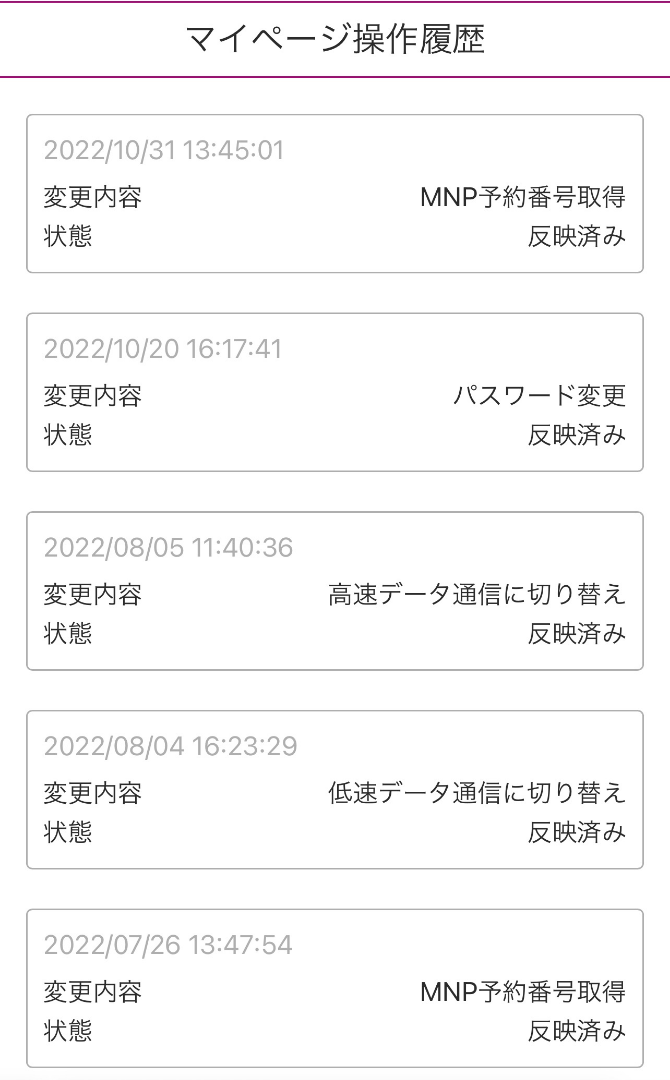 マイページ操作履歴
2022/10/31 13:45:01
変更内容 MNP予約番号取得
状態 反映済み
2022/10/20 16:17:41
変更内容 パスワード変更
状態 反映済み
2022/08/05 11:40:36
変更内容 高速データ通信に切り替え
状態 反映済み
2022/08/04 16:23:29
変更内容 低速データ通信に切り替え
状態 反映済み
2022/07/26 13:47:54
変更内容 MNP予約番号取得
状態 反映済み